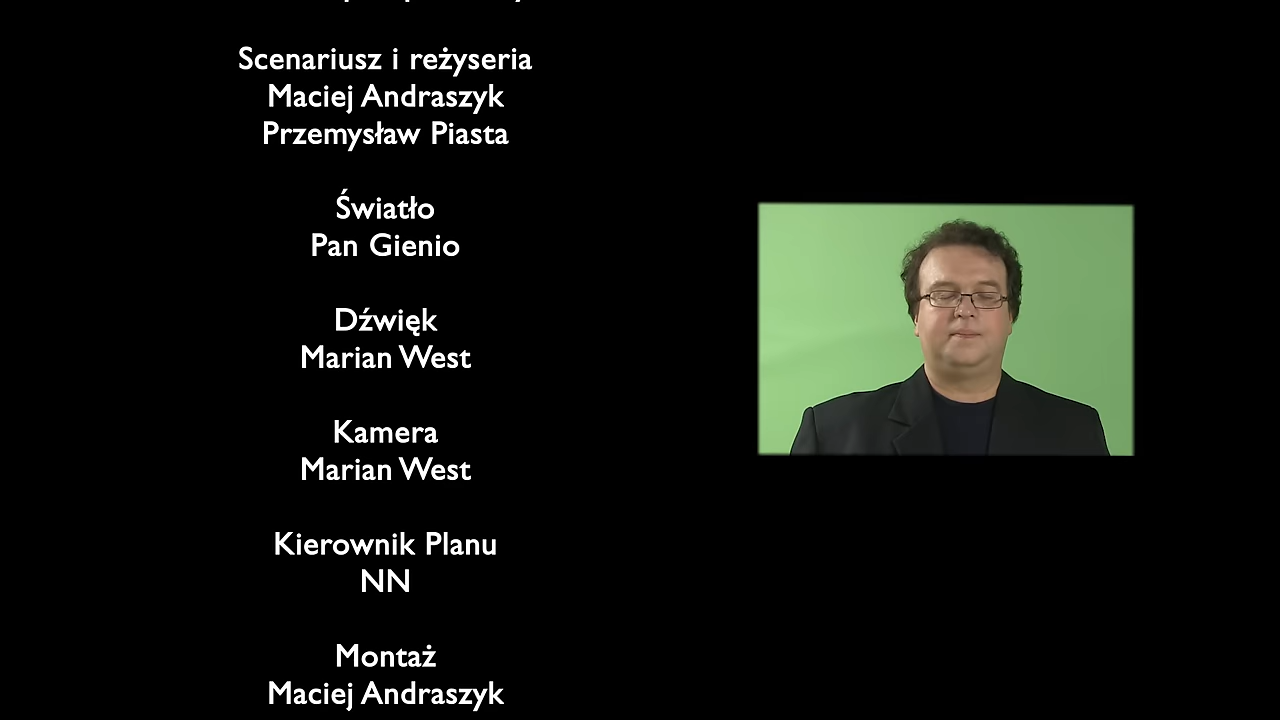 Scenariusz i reżyseria
Maciej Andraszyk
Przemysław Piasta
Światło
Pan Gienio
Dźwięk
Marian West
Kamera
Marian West
Kierownik Planu
NN
Montaż
Maciej Andraszyk